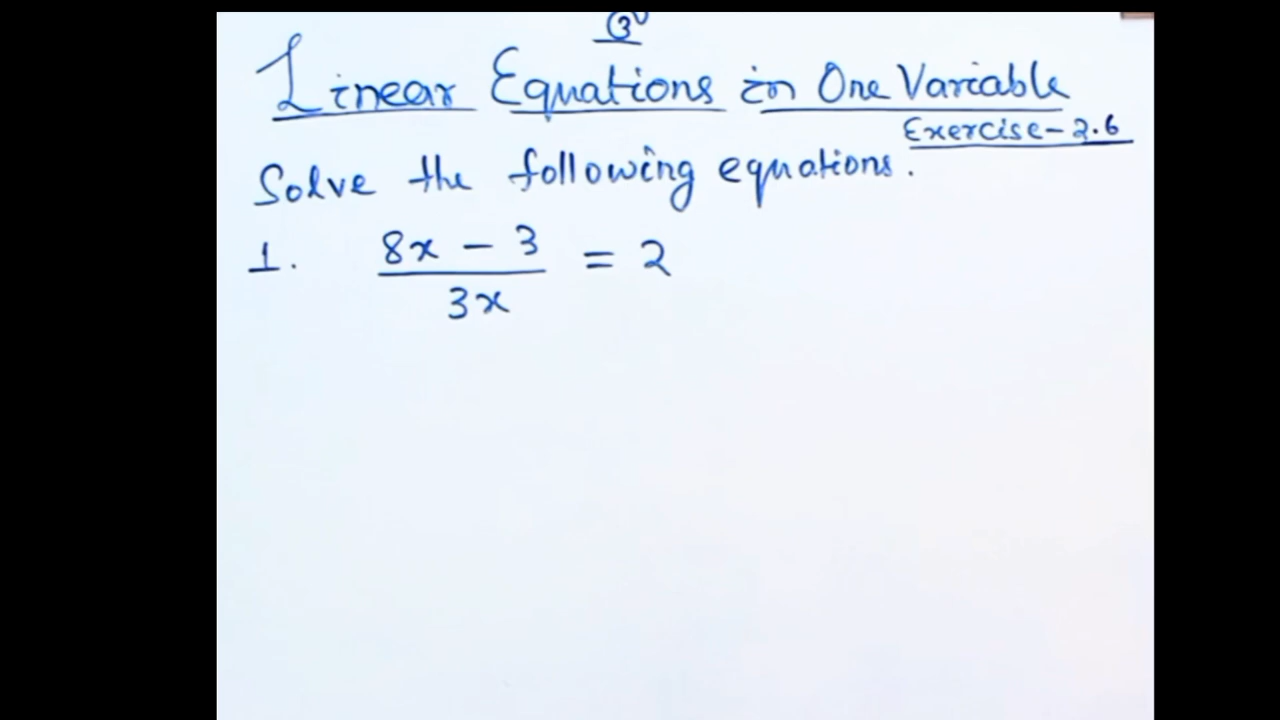 3
Linear Equations in One Variable
Exercise-2.6
Solve the following equations.
1. 8x - 3 / 3x = 2